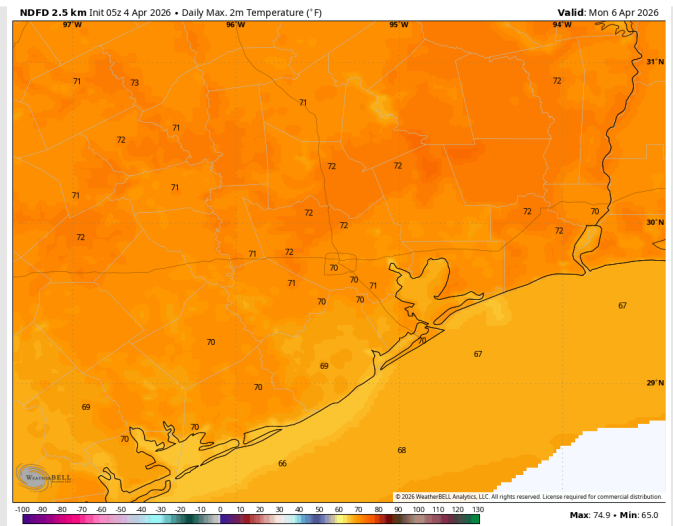 NDFD 2.5 km Init 05z 4 Apr 2026 • Daily Max. 2m Temperature (°F)
Valid: Mon 6 Apr 2026
97°W 96°W 95°W 94°W
31°N
71 73 72
71
71
72
72 72
71
71
72 72 70
72 72
72
30°N
72
71 72
70
71 70 71
70 70
67
70 70
67
69
29°N
70
69
70
70
68
66
WEATHERBELL
© 2026 WeatherBELL Analytics, LLC. All rights reserved. License required for commercial distribution.
-100 -90 -80 -70 -60 -50 -40 -30 -20 -10 0 10 20 30 40 50 60 70 80 90 100 110 120 130
Max: 74.9 • Min: 65.0